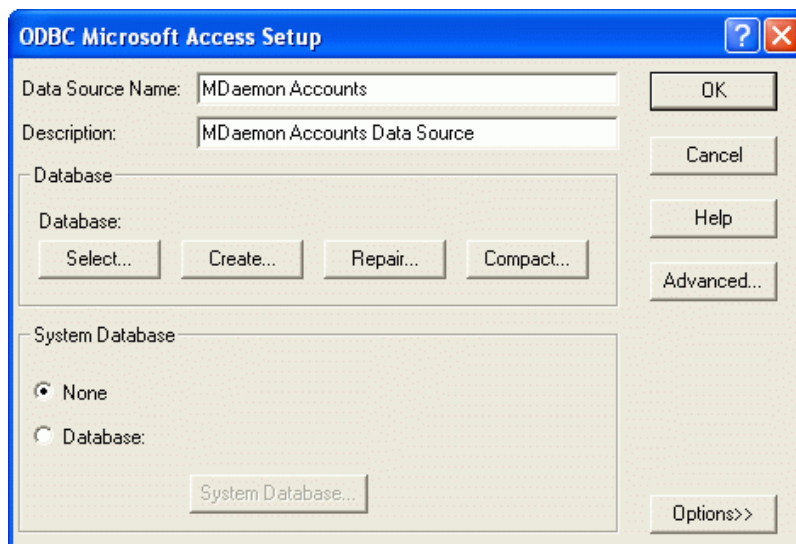 ODBC Microsoft Access Setup
Data Source Name: MDaemon Accounts
OK
Description: MDaemon Accounts Data Source
Cancel
Database
Database:
Help
Select... Create... Repair... Compact...
Advanced...
System Database
None
Database:
System Database...
Options>>